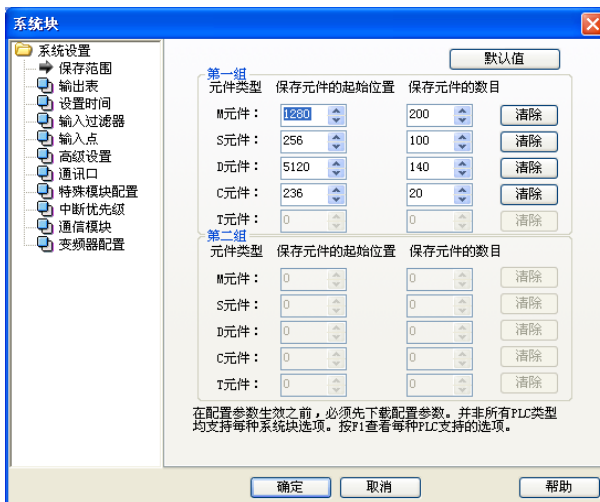 系统块
系统设置
保存范围
输出表
设置时间
输入过滤器
输入点
高级设置
通讯口
特殊模块配置
中断优先级
通信模块
变频器配置
默认值
第一组
元件类型 保存元件的起始位置 保存元件的数目
M元件： 1280 200 清除
S元件： 256 100 清除
D元件： 5120 140 清除
C元件： 236 20 清除
T元件： 0 0 清除
第二组
元件类型 保存元件的起始位置 保存元件的数目
M元件： 0 0 清除
S元件： 0 0 清除
D元件： 0 0 清除
C元件： 0 0 清除
T元件： 0 0 清除
在配置参数生效之前，必须先下载配置参数。并非所有PLC类型
均支持每种系统块选项。按F1查看每种PLC支持的选项。
确定 取消 帮助